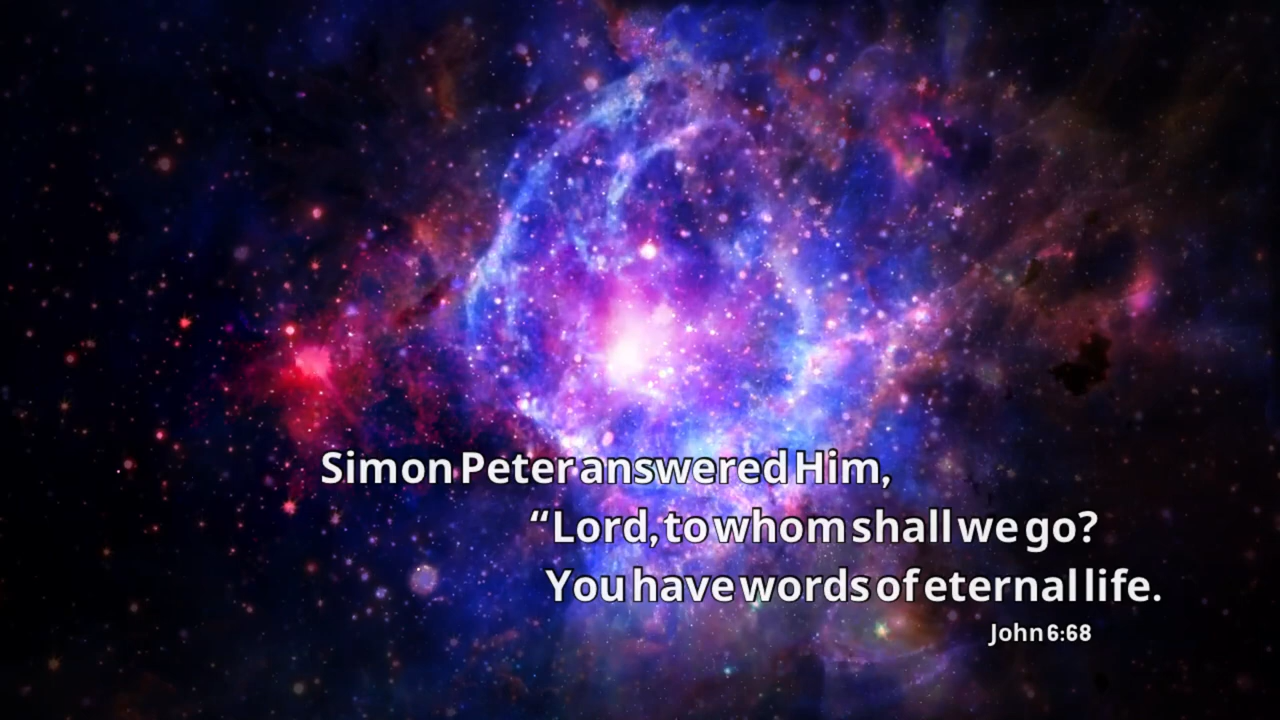 Simon Peter answered Him,
“Lord, to whom shall we go?
You have words of eternal life.
John 6:68